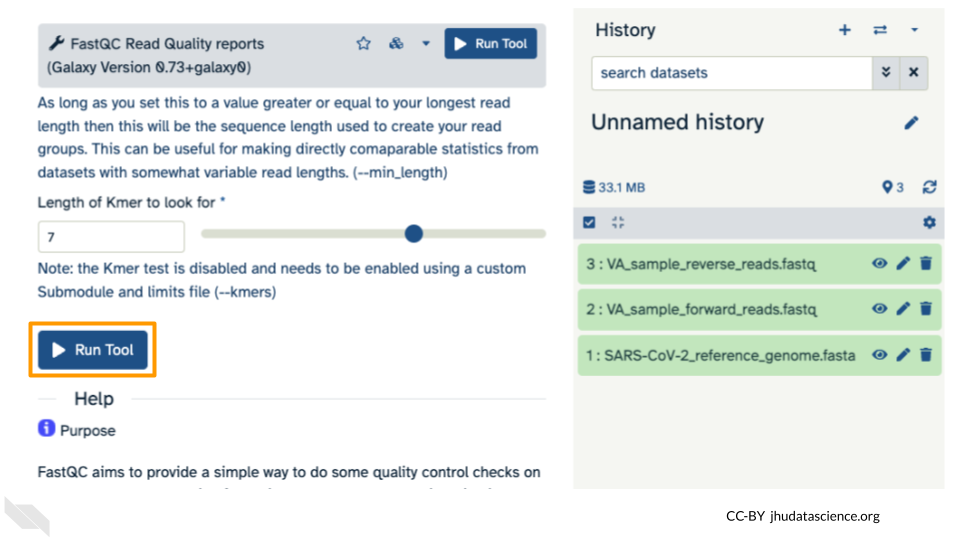 FastQC Read Quality reports
(Galaxy Version 0.73+galaxy0)
Run Tool
As long as you set this to a value greater or equal to your longest read
length then this will be the sequence length used to create your read
groups. This can be useful for making directly comaparable statistics from
datasets with somewhat variable read lengths. (--min_length)
Length of Kmer to look for *
7
Note: the Kmer test is disabled and needs to be enabled using a custom
Submodule and limits file (--kmers)
Run Tool
Help
Purpose
FastQC aims to provide a simple way to do some quality control checks on
History
search datasets
Unnamed history
33.1 MB
3
3 : VA_sample_reverse_reads.fastq
2 : VA_sample_forward_reads.fastq
1 : SARS-CoV-2_reference_genome.fasta
CC-BY jhudatascience.org